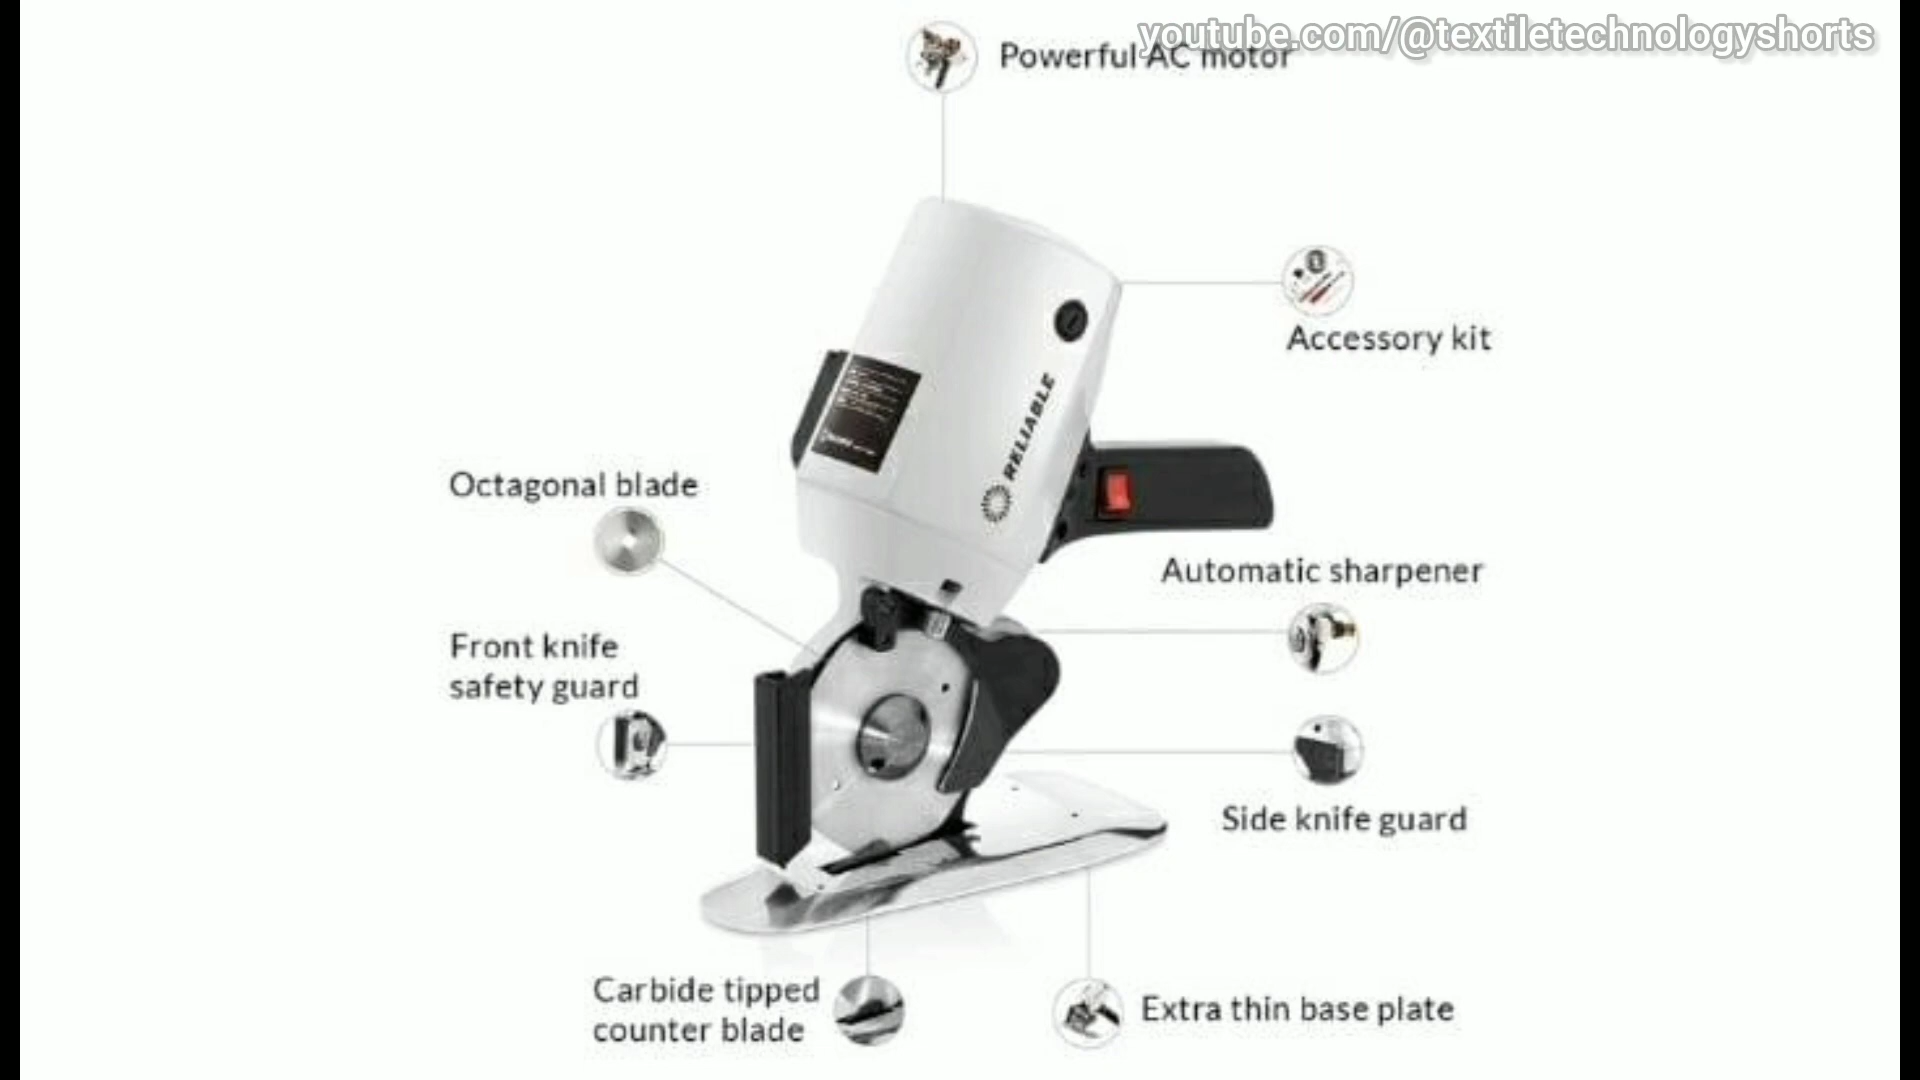 youtube.com/@textiletechnologyshorts
Powerful AC motor
Accessory kit
RELIABLE
Octagonal blade
Automatic sharpener
Front knife
safety guard
Side knife guard
Carbide tipped
counter blade
Extra thin base plate